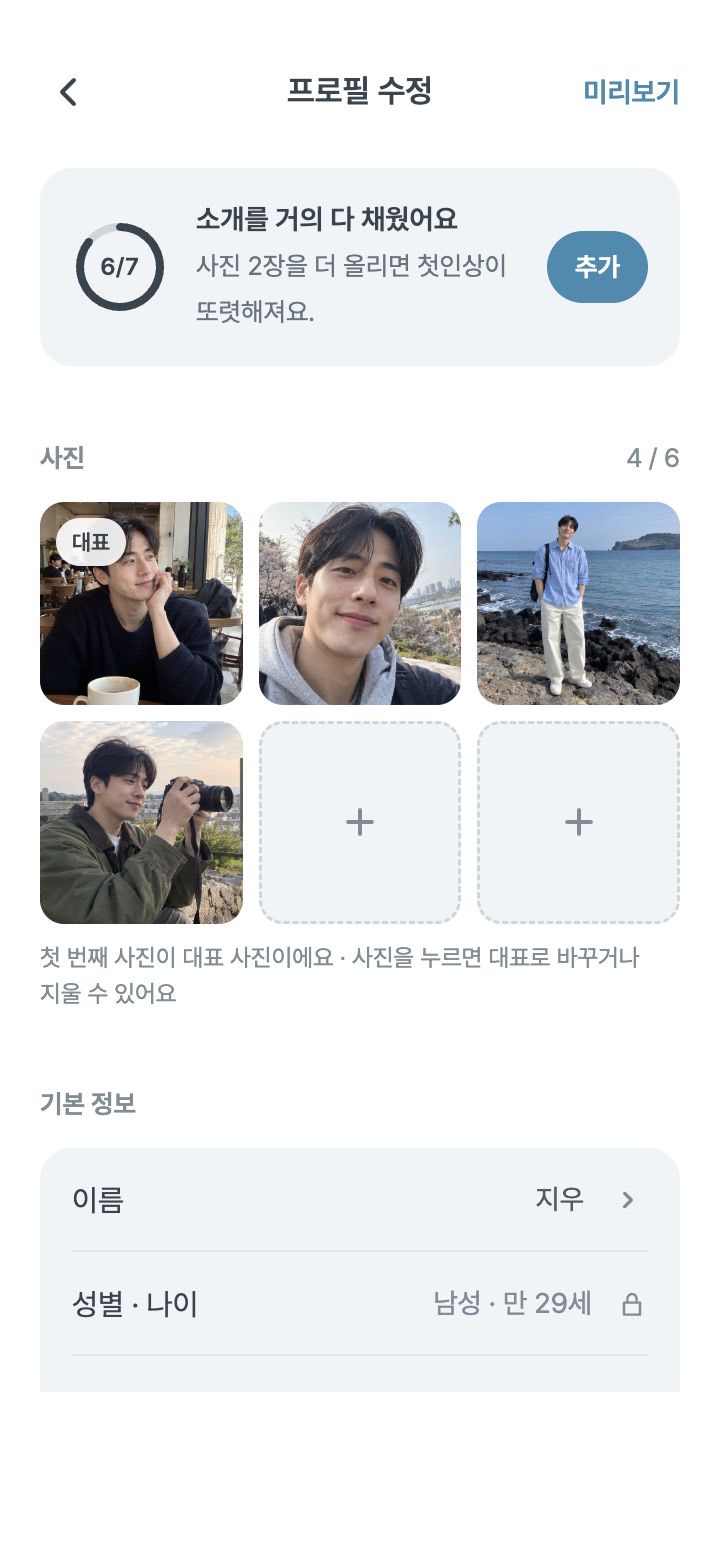 프로필 수정
미리보기
6/7
소개를 거의 다 채웠어요
사진 2장을 더 올리면 첫인상이
또렷해져요.
추가
사진
4 / 6
대표
첫 번째 사진이 대표 사진이에요 · 사진을 누르면 대표로 바꾸거나
지울 수 있어요
기본 정보
이름
지우
성별 · 나이
남성 · 만 29세